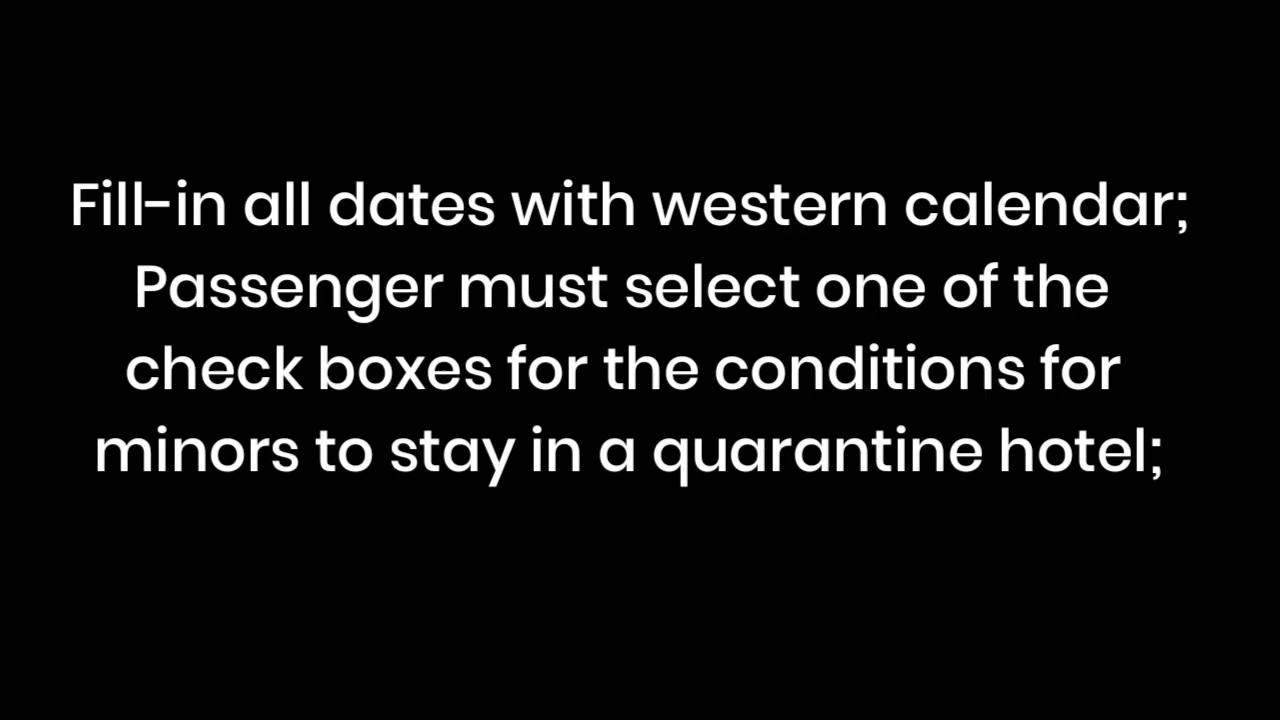 Fill-in all dates with western calendar;
Passenger must select one of the
check boxes for the conditions for
minors to stay in a quarantine hotel;